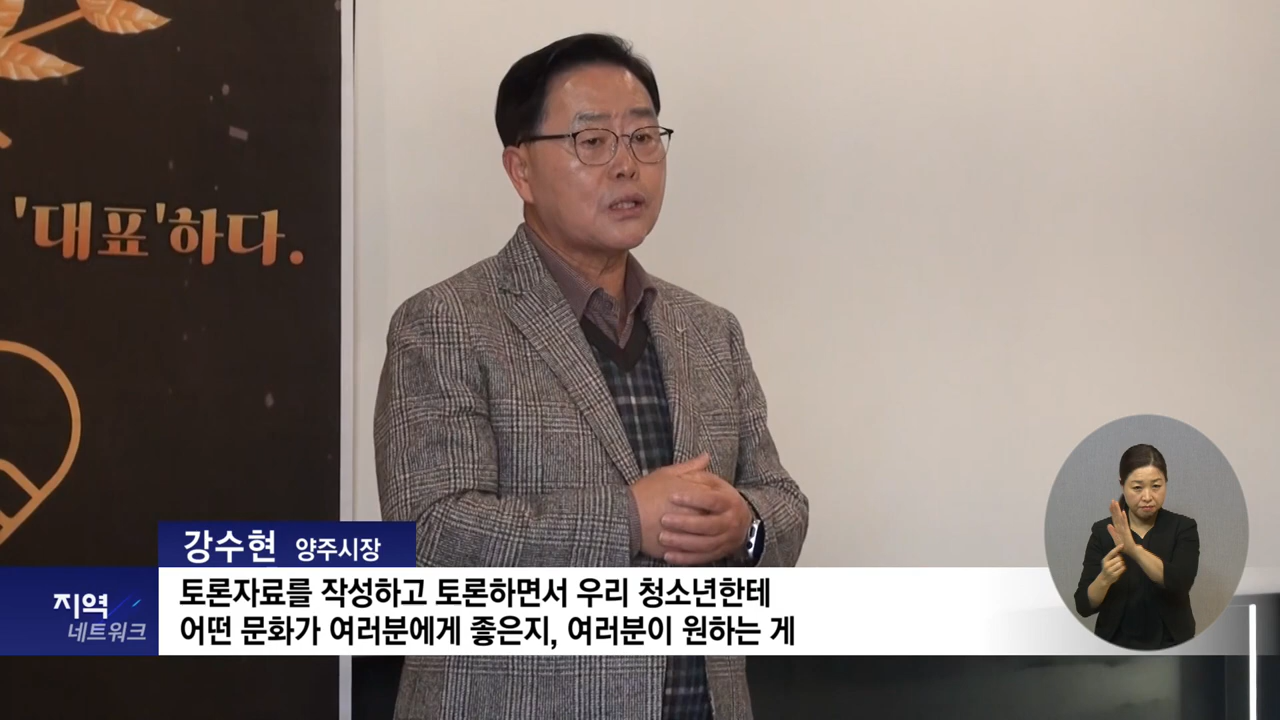 '대표'하다.
강수현 양주시장
지역
네트워크
토론자료를 작성하고 토론하면서 우리 청소년한테
어떤 문화가 여러분에게 좋은지, 여러분이 원하는 게